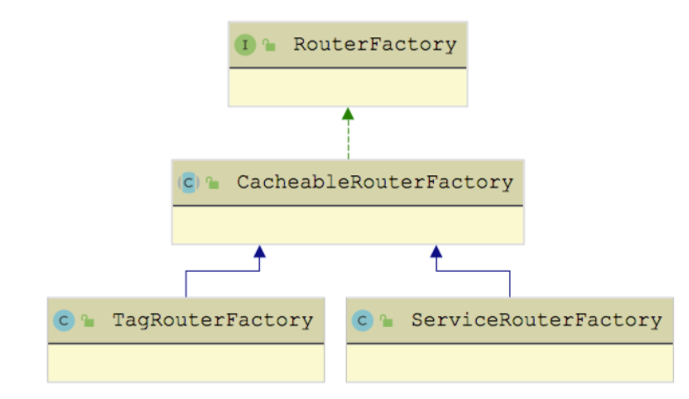 I RouterFactory
C CacheableRouterFactory
C TagRouterFactory
C ServiceRouterFactory